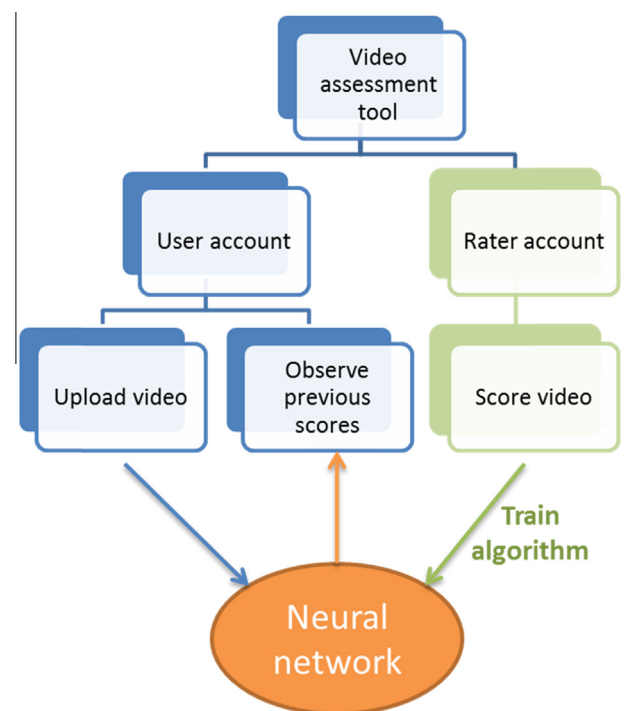 Video
assessment
tool
User account
Rater account
Upload video
Observe
previous
scores
Score video
Train
algorithm
Neural
network